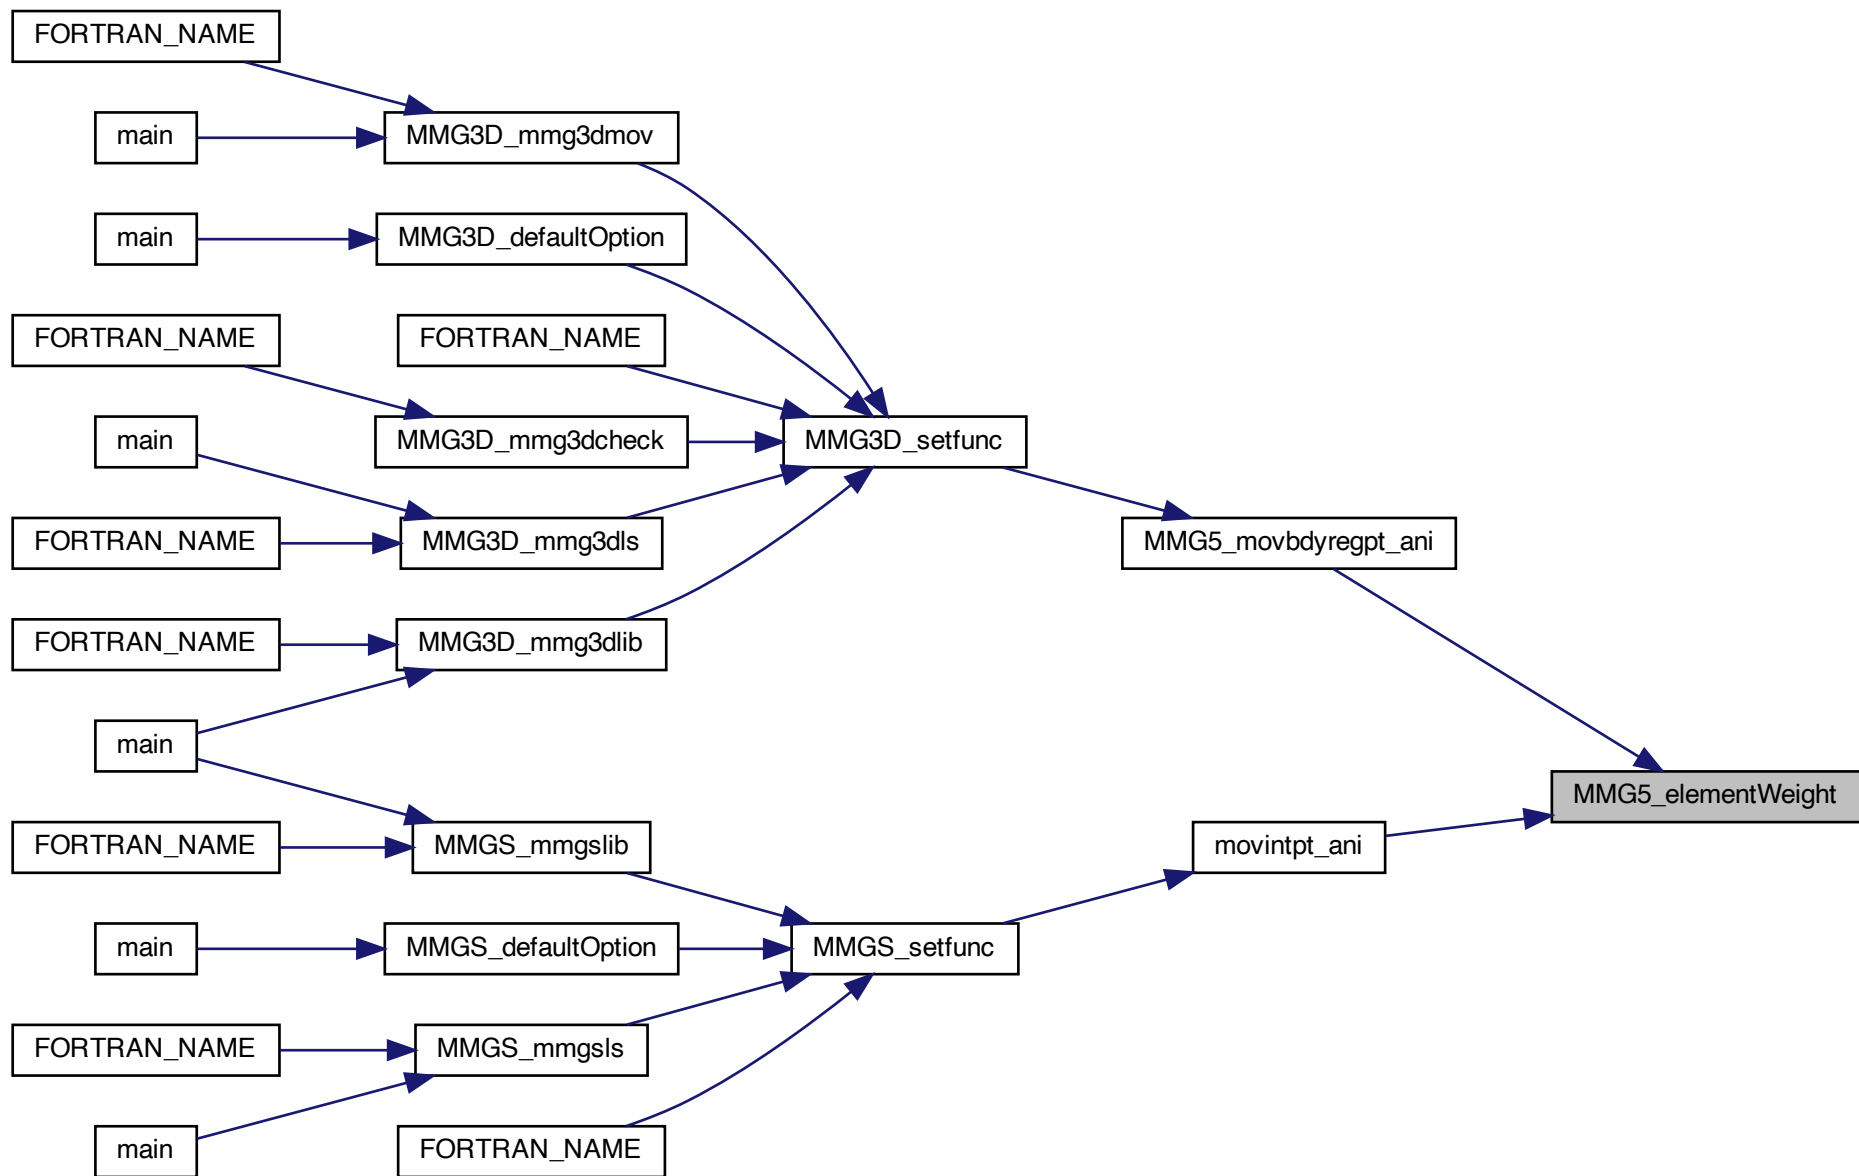 FORTRAN_NAME
main
MMG3D_mmg3dmov
main
MMG3D_defaultOption
FORTRAN_NAME
FORTRAN_NAME
main
MMG3D_mmg3dcheck
MMG3D_setfunc
FORTRAN_NAME
MMG3D_mmg3dls
MMG5_movbdyregpt_ani
FORTRAN_NAME
MMG3D_mmg3dlib
main
MMG5_elementWeight
FORTRAN_NAME
MMGS_mmgslib
movintpt_ani
main
MMGS_defaultOption
MMGS_setfunc
FORTRAN_NAME
MMGS_mmgsls
main
FORTRAN_NAME